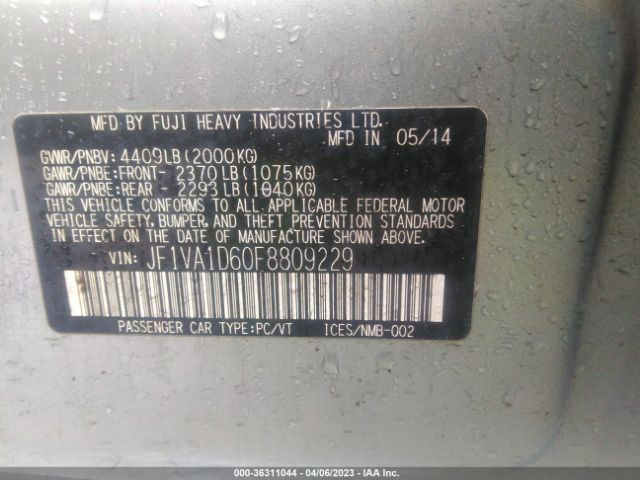 MFD BY FUJI HEAVY INDUSTRIES LTD.
MFD IN 05/14
GVWR/PNBV: 4409LB(2000KG)
GAWR/PNBE:FRONT- 2370LB(1075KG)
GAWR/PNBE:REAR - 2293LB(1040KG)
THIS VEHICLE CONFORMS TO ALL APPLICABLE FEDERAL MOTOR
VEHICLE SAFETY, BUMPER, AND THEFT PREVENTION STANDARDS
IN EFFECT ON THE DATE OF MANUFACTURE SHOWN ABOVE.
VIN: JF1VA1D60F8809229
PASSENGER CAR TYPE:PC/VT ICES/NMB-002
000-36311044 / 04/06/2023 - IAA Inc.